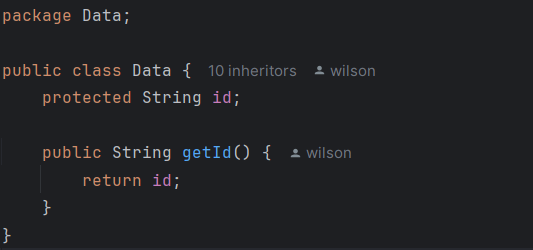 package Data;
public class Data { 10 inheritors wilson
protected String id;
public String getId() { wilson
return id;
}
}